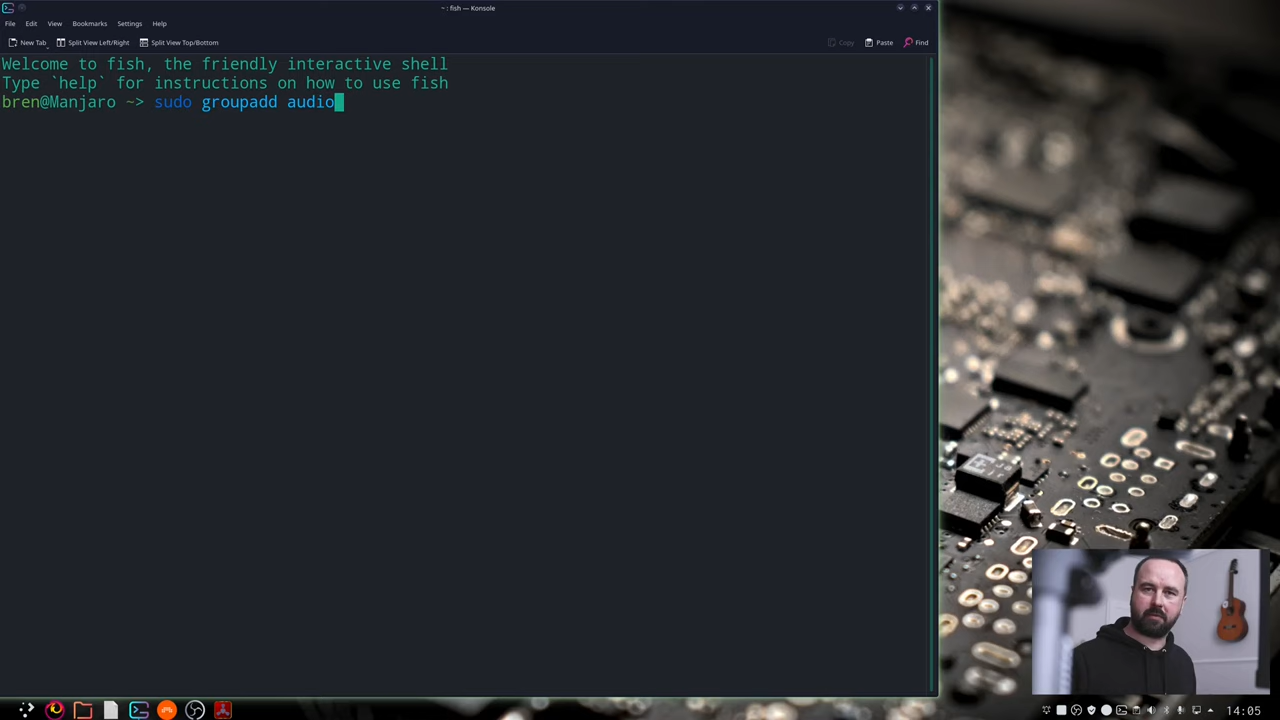 ~ : fish — Konsole
File Edit View Bookmarks Settings Help
New Tab Split View Left/Right Split View Top/Bottom Copy Paste Find
Welcome to fish, the friendly interactive shell
Type `help` for instructions on how to use fish
bren@Manjaro ~> sudo groupadd audio
14:05